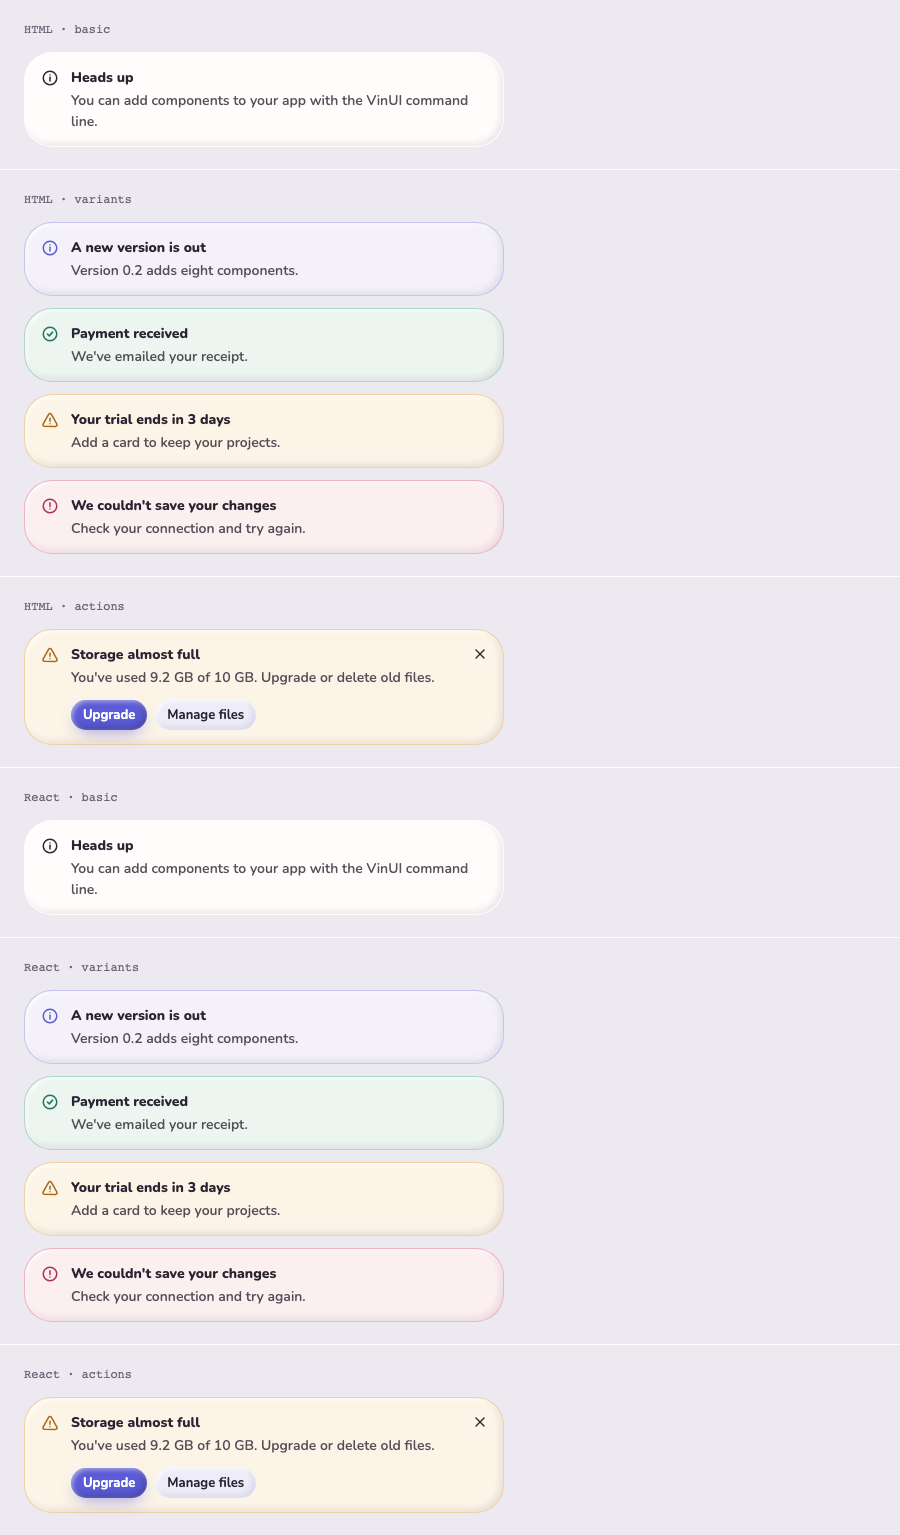 HTML · basic
Heads up
You can add components to your app with the VinUI command
line.
HTML · variants
A new version is out
Version 0.2 adds eight components.
Payment received
We've emailed your receipt.
Your trial ends in 3 days
Add a card to keep your projects.
We couldn't save your changes
Check your connection and try again.
HTML · actions
Storage almost full
You've used 9.2 GB of 10 GB. Upgrade or delete old files.
Upgrade Manage files
React · basic
Heads up
You can add components to your app with the VinUI command
line.
React · variants
A new version is out
Version 0.2 adds eight components.
Payment received
We've emailed your receipt.
Your trial ends in 3 days
Add a card to keep your projects.
We couldn't save your changes
Check your connection and try again.
React · actions
Storage almost full
You've used 9.2 GB of 10 GB. Upgrade or delete old files.
Upgrade Manage files